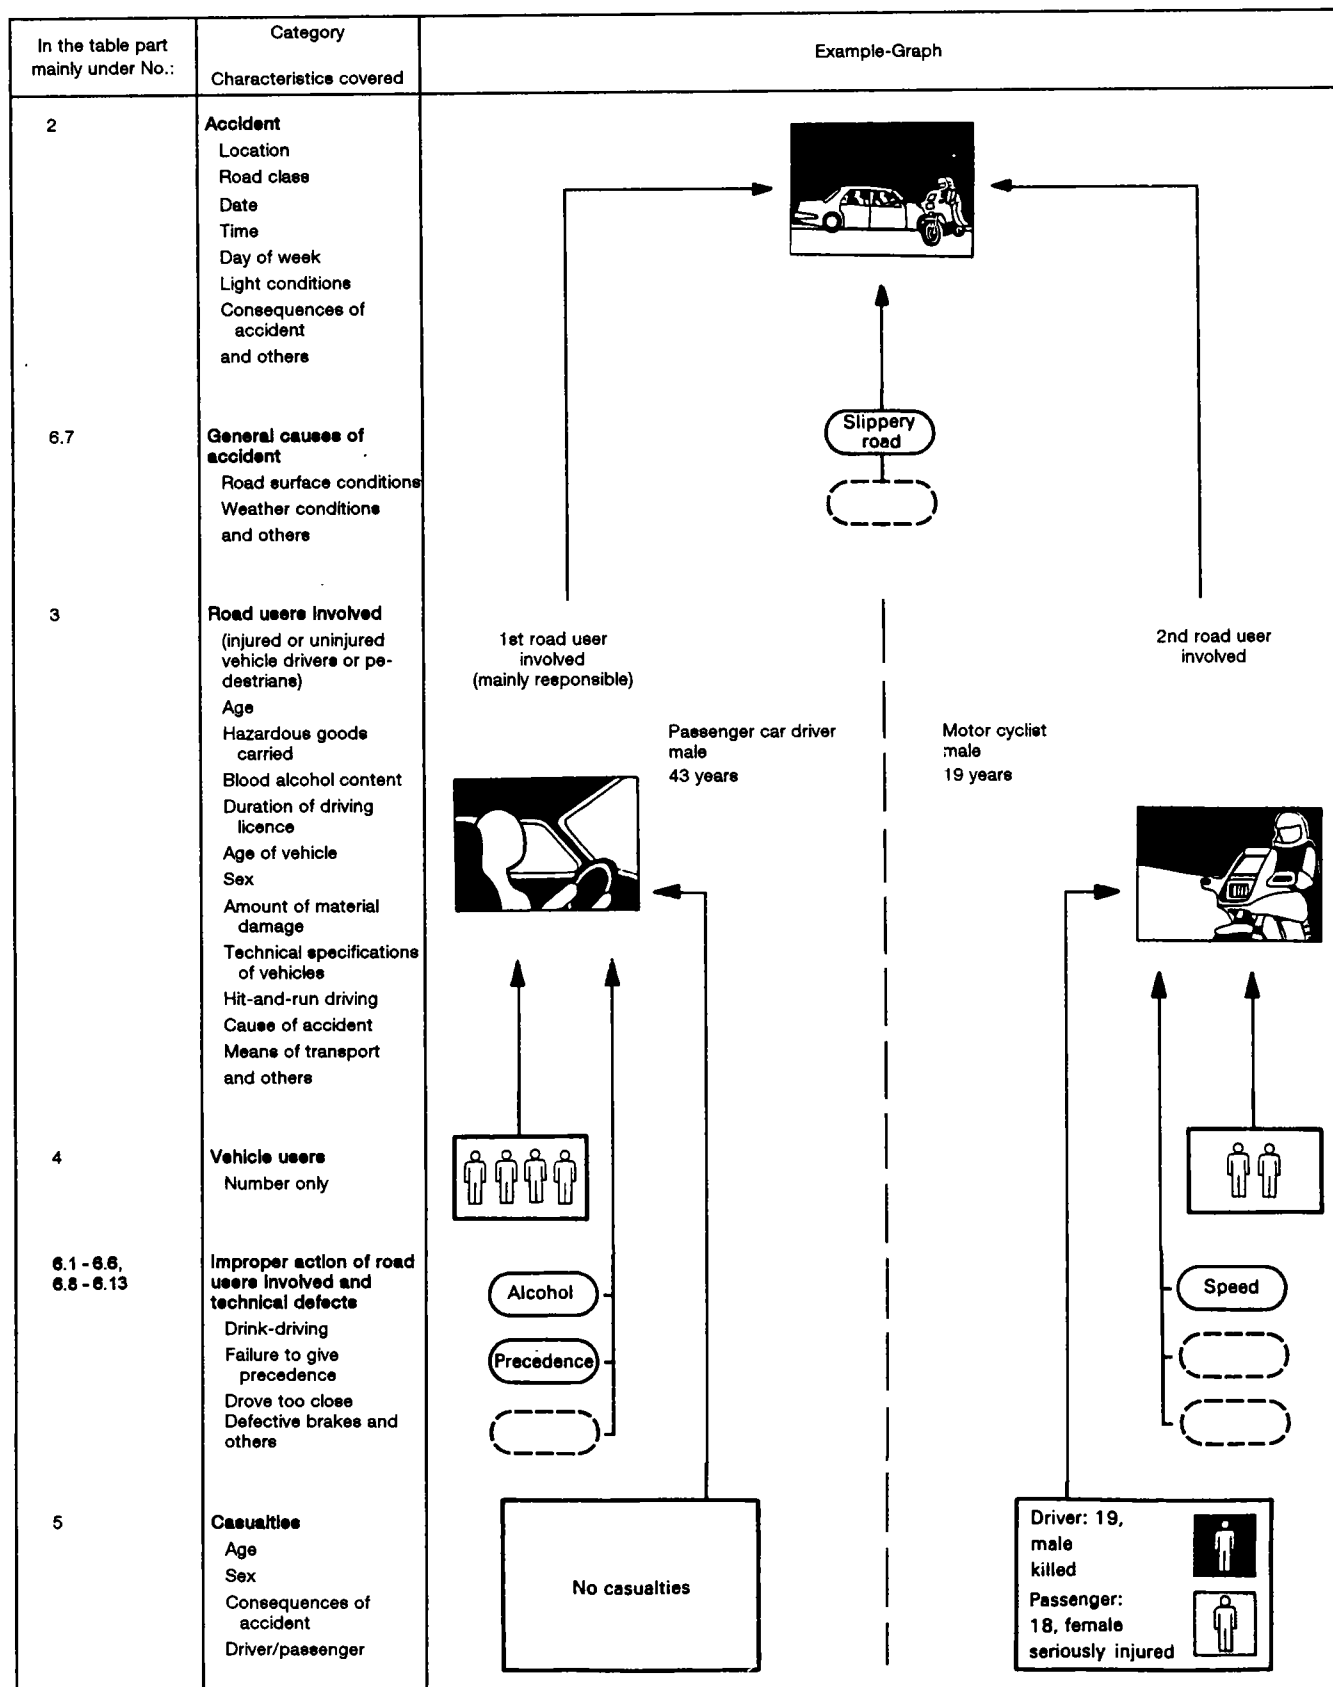 In the table part
mainly under No.:
Category
Characteristics covered
Example-Graph
2
Accident
Location
Road class
Date
Time
Day of week
Light conditions
Consequences of
accident
and others
6.7
General causes of
accident
Road surface conditions
Weather conditions
and others
Slippery
road
3
Road users involved
(injured or uninjured
vehicle drivers or pe-
destrians)
Age
Hazardous goods
carried
Blood alcohol content
Duration of driving
licence
Age of vehicle
Sex
Amount of material
damage
Technical specifications
of vehicles
Hit-and-run driving
Cause of accident
Means of transport
and others
1st road user
involved
(mainly responsible)
2nd road user
involved
Passenger car driver
male
43 years
Motor cyclist
male
19 years
4
Vehicle users
Number only
6.1 - 6.6,
6.8 - 6.13
Improper action of road
users involved and
technical defects
Drink-driving
Failure to give
precedence
Drove too close
Defective brakes and
others
Alcohol
Precedence
Speed
5
Casualties
Age
Sex
Consequences of
accident
Driver/passenger
No casualties
Driver: 19,
male
killed
Passenger:
18, female
seriously injured